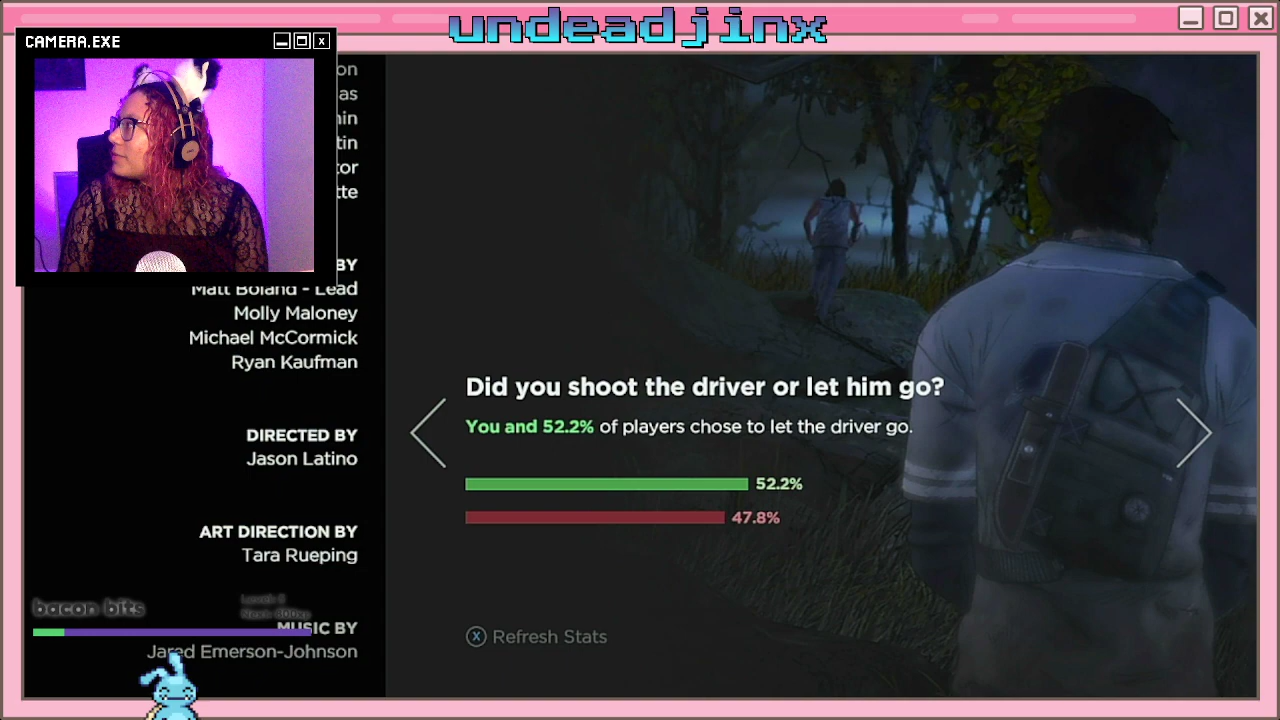 undeadjinx
CAMERA.EXE
on
as
nin
tin
tor
tte
BY
Matt Boland - Lead
Molly Maloney
Michael McCormick
Ryan Kaufman
DIRECTED BY
Jason Latino
ART DIRECTION BY
Tara Rueping
MUSIC BY
Jared Emerson-Johnson
bacon bits
Did you shoot the driver or let him go?
You and 52.2% of players chose to let the driver go.
52.2%
47.8%
X Refresh Stats